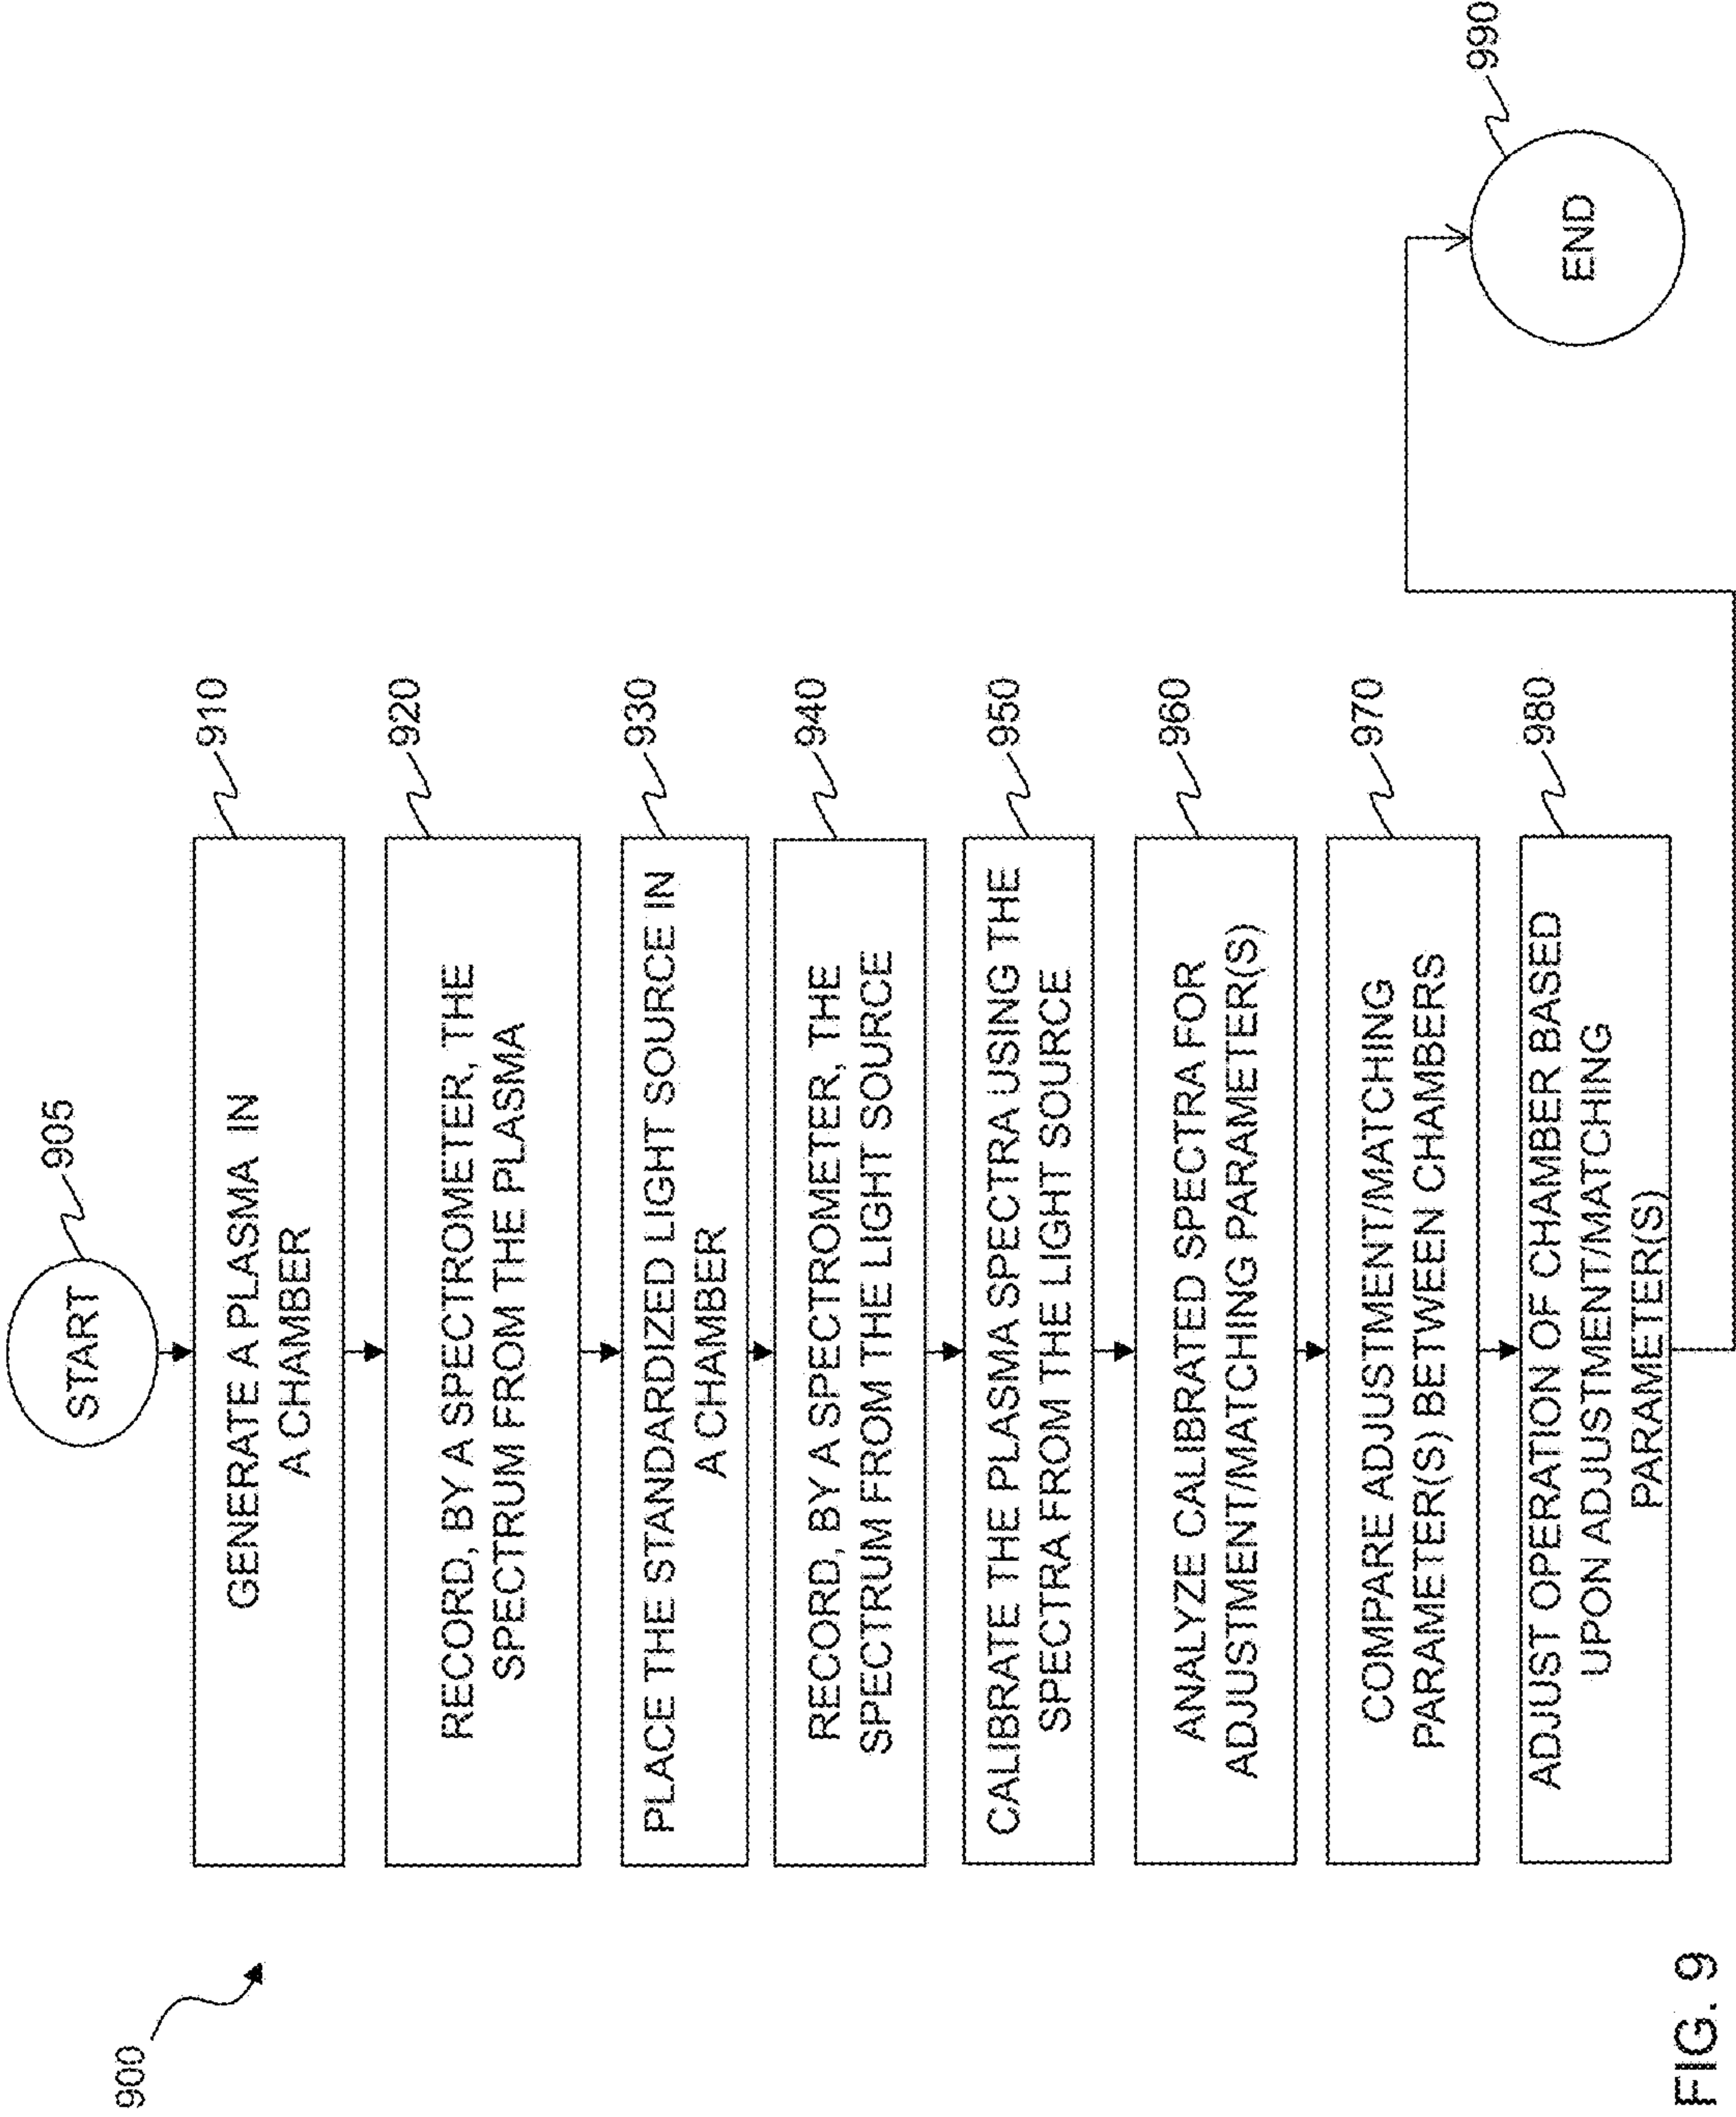 900
START
905
GENERATE A PLASMA IN
A CHAMBER
910
RECORD, BY A SPECTROMETER, THE
SPECTRUM FROM THE PLASMA
920
PLACE THE STANDARDIZED LIGHT SOURCE IN
A CHAMBER
930
RECORD, BY A SPECTROMETER, THE
SPECTRUM FROM THE LIGHT SOURCE
940
CALIBRATE THE PLASMA SPECTRA USING THE
SPECTRA FROM THE LIGHT SOURCE
950
ANALYZE CALIBRATED SPECTRA FOR
ADJUSTMENT/MATCHING PARAMETER(S)
960
COMPARE ADJUSTMENT/MATCHING
PARAMETER(S) BETWEEN CHAMBERS
970
ADJUST OPERATION OF CHAMBER BASED
UPON ADJUSTMENT/MATCHING
PARAMETER(S)
980
END
990
FIG. 9